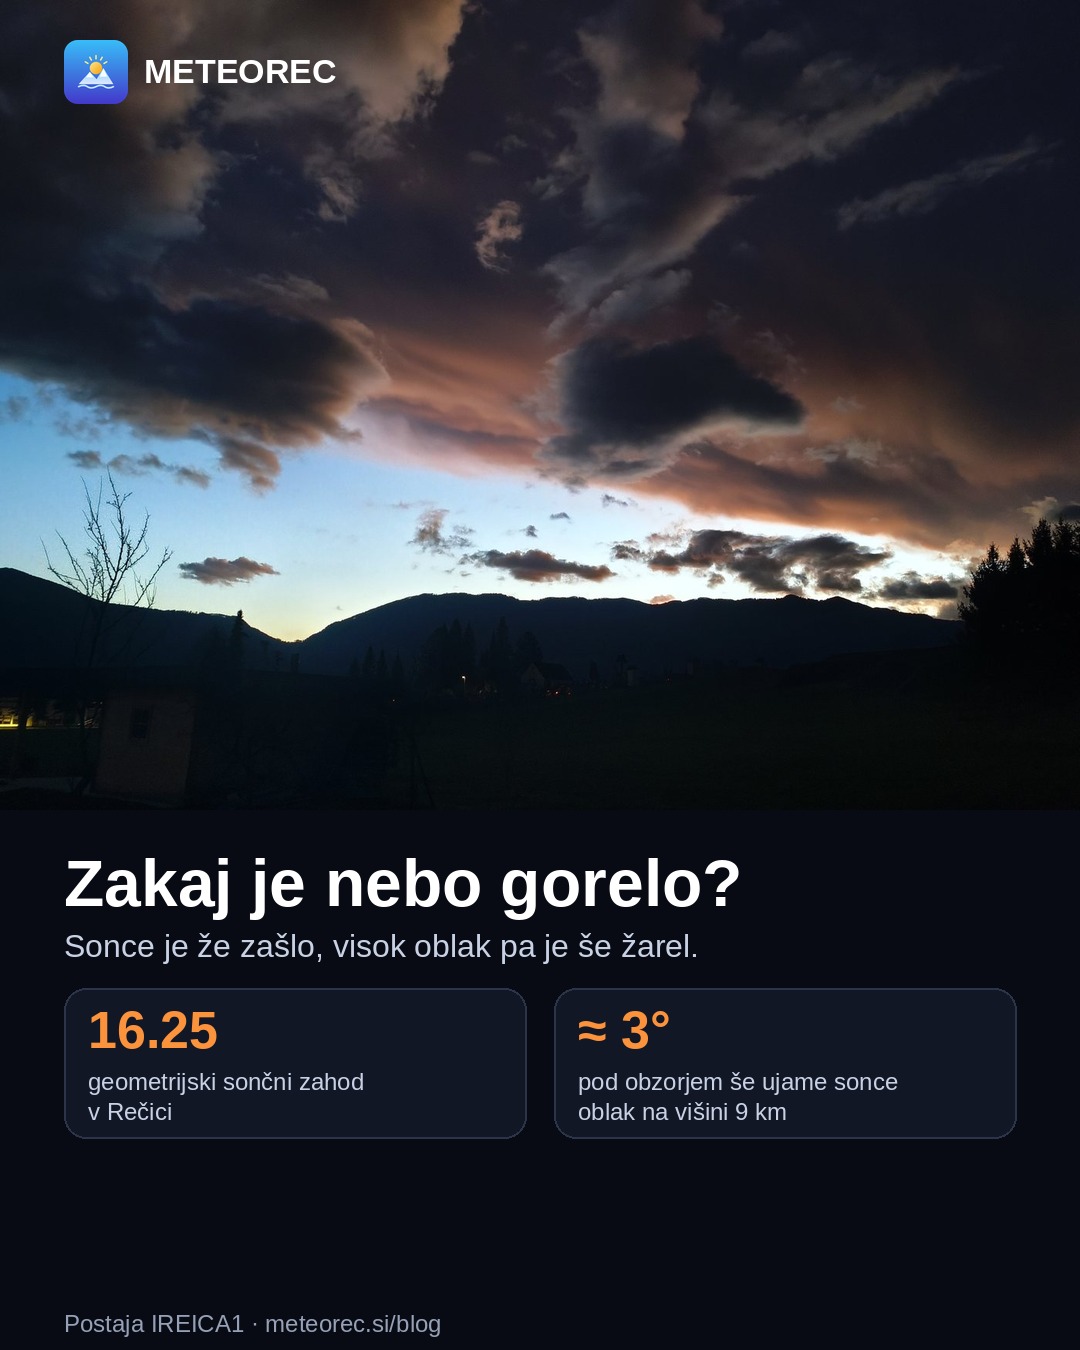 METEOREC
Zakaj je nebo gorelo?
Sonce je že zašlo, visok oblak pa je še žarel.
16.25
geometrijski sončni zahod
v Rečici
≈ 3°
pod obzorjem še ujame sonce
oblak na višini 9 km
Postaja IREICA1 · meteorec.si/blog